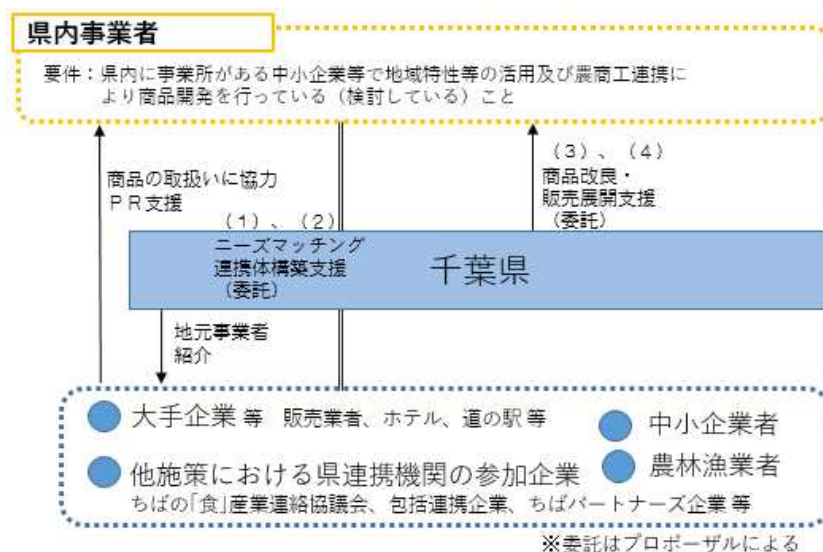 県内事業者
要件：県内に事業所がある中小企業等で地域特性等の活用及び農商工連携に
より商品開発を行っている（検討している）こと
商品の取扱いに協力
ＰＲ支援
（１）、（２）
ニーズマッチング
連携体構築支援
（委託）
（３）、（４）
商品改良・
販売展開支援
（委託）
千葉県
地元事業者
紹介
大手企業 等　販売業者、ホテル、道の駅 等
中小企業者
他施策における県連携機関の参加企業
農林漁業者
ちばの「食」産業連絡協議会、包括連携企業、ちばパートナーズ企業 等
※委託はプロポーザルによる